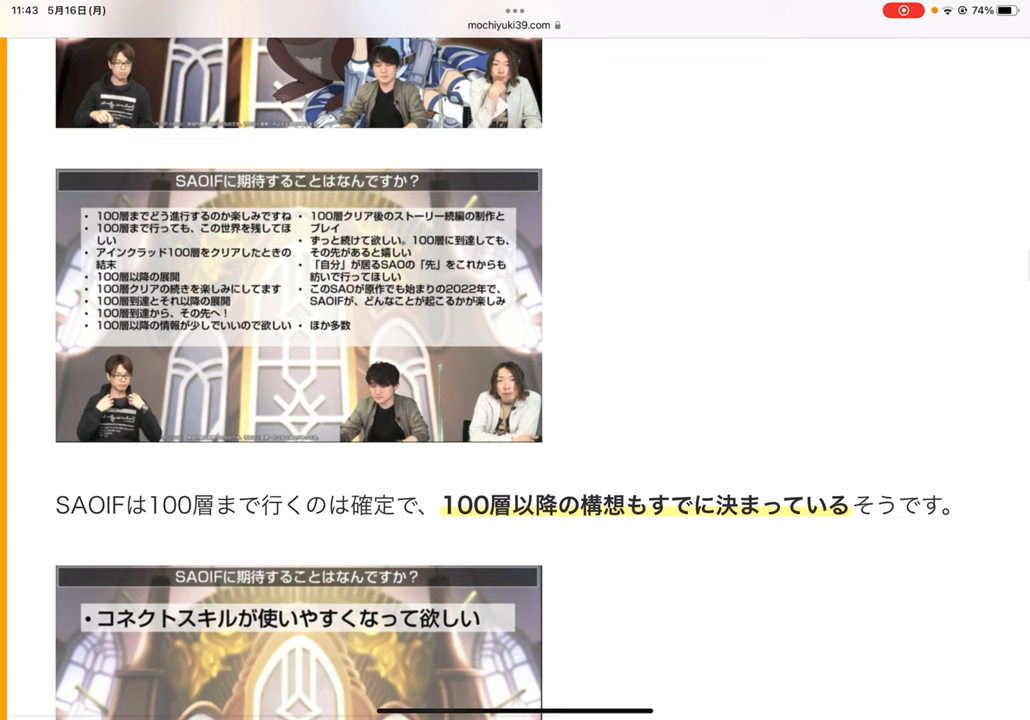 11:43 5月16日(月)
mochiyuki39.com
74%
SAOIFに期待することはなんですか？
・ 100層までどう進行するのか楽しみですね
・ 100層まで行っても、この世界を残してほ
しい
・ アインクラッド100層をクリアしたときの
結末
・ 100層以降の展開
・ 100層クリアの続きを楽しみにしてます
・ 100層到達とそれ以降の展開
・ 100層到達から、その先へ！
・ 100層以降の情報が少しでいいので欲しい
・ 100層クリア後のストーリー続編の制作と
プレイ
・ ずっと続けて欲しい。100層に到達しても、
その先があると嬉しい
・ 「自分」が居るSAOの「先」をこれからも
紡いで行ってほしい
・ このSAOが原作でも始まりの2022年で、
SAOIFが、どんなことが起こるかが楽しみ
・ ほか多数
SAOIFは100層まで行くのは確定で、100層以降の構想もすでに決まっているそうです。
SAOIFに期待することはなんですか？
・コネクトスキルが使いやすくなって欲しい